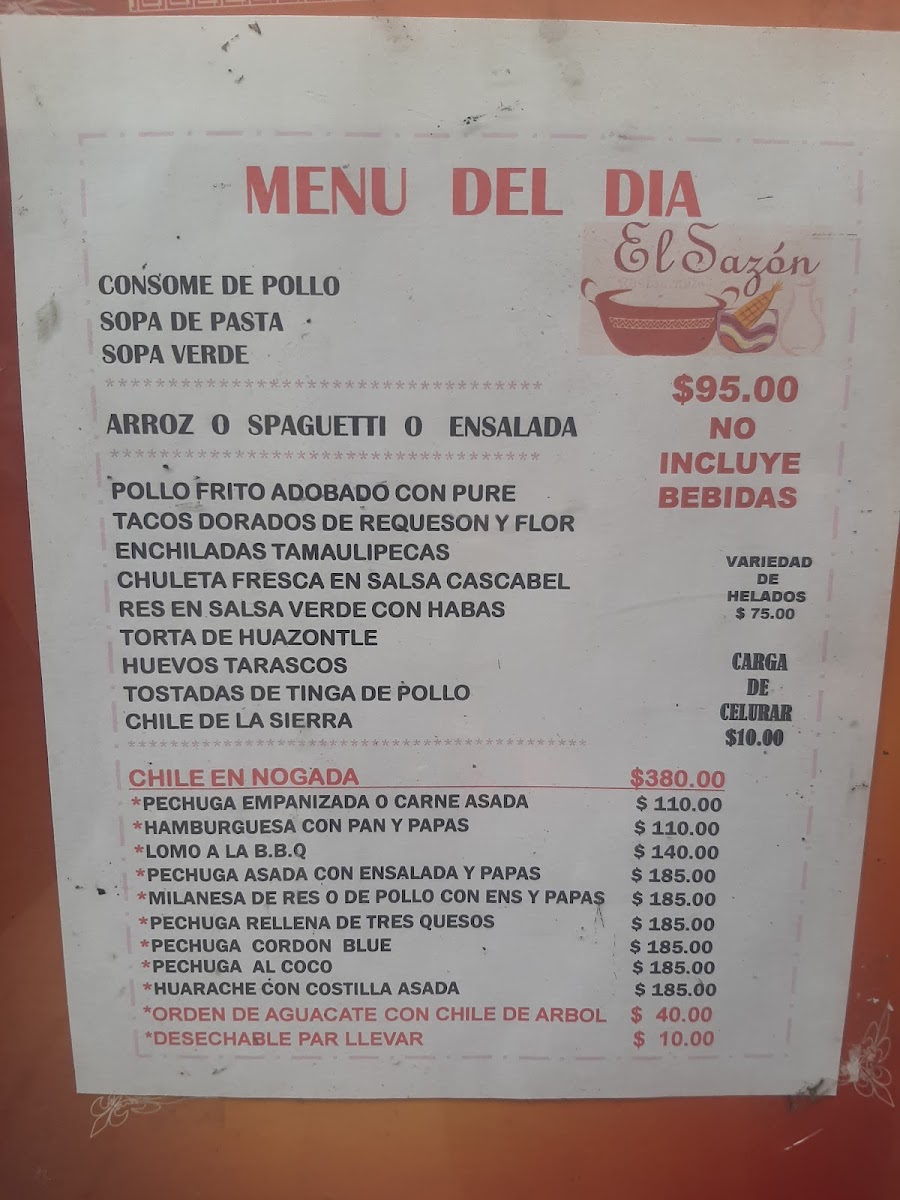 MENU DEL DIA
El Sazón
CONSOME DE POLLO
SOPA DE PASTA
SOPA VERDE
************************************
ARROZ O SPAGUETTI O ENSALADA
************************************
$95.00
NO
INCLUYE
BEBIDAS
POLLO FRITO ADOBADO CON PURE
TACOS DORADOS DE REQUESON Y FLOR
ENCHILADAS TAMAULIPECAS
CHULETA FRESCA EN SALSA CASCABEL
RES EN SALSA VERDE CON HABAS
TORTA DE HUAZONTLE
HUEVOS TARASCOS
TOSTADAS DE TINGA DE POLLO
CHILE DE LA SIERRA
******************************************
VARIEDAD
DE
HELADOS
$ 75.00
CARGA
DE
CELURAR
$10.00
CHILE EN NOGADA $380.00
*PECHUGA EMPANIZADA O CARNE ASADA $ 110.00
*HAMBURGUESA CON PAN Y PAPAS $ 110.00
*LOMO A LA B.B.Q $ 140.00
*PECHUGA ASADA CON ENSALADA Y PAPAS $ 185.00
*MILANESA DE RES O DE POLLO CON ENS Y PAPAS $ 185.00
*PECHUGA RELLENA DE TRES QUESOS $ 185.00
*PECHUGA CORDON BLUE $ 185.00
*PECHUGA AL COCO $ 185.00
*HUARACHE CON COSTILLA ASADA $ 185.00
*ORDEN DE AGUACATE CON CHILE DE ARBOL $ 40.00
*DESECHABLE PAR LLEVAR $ 10.00